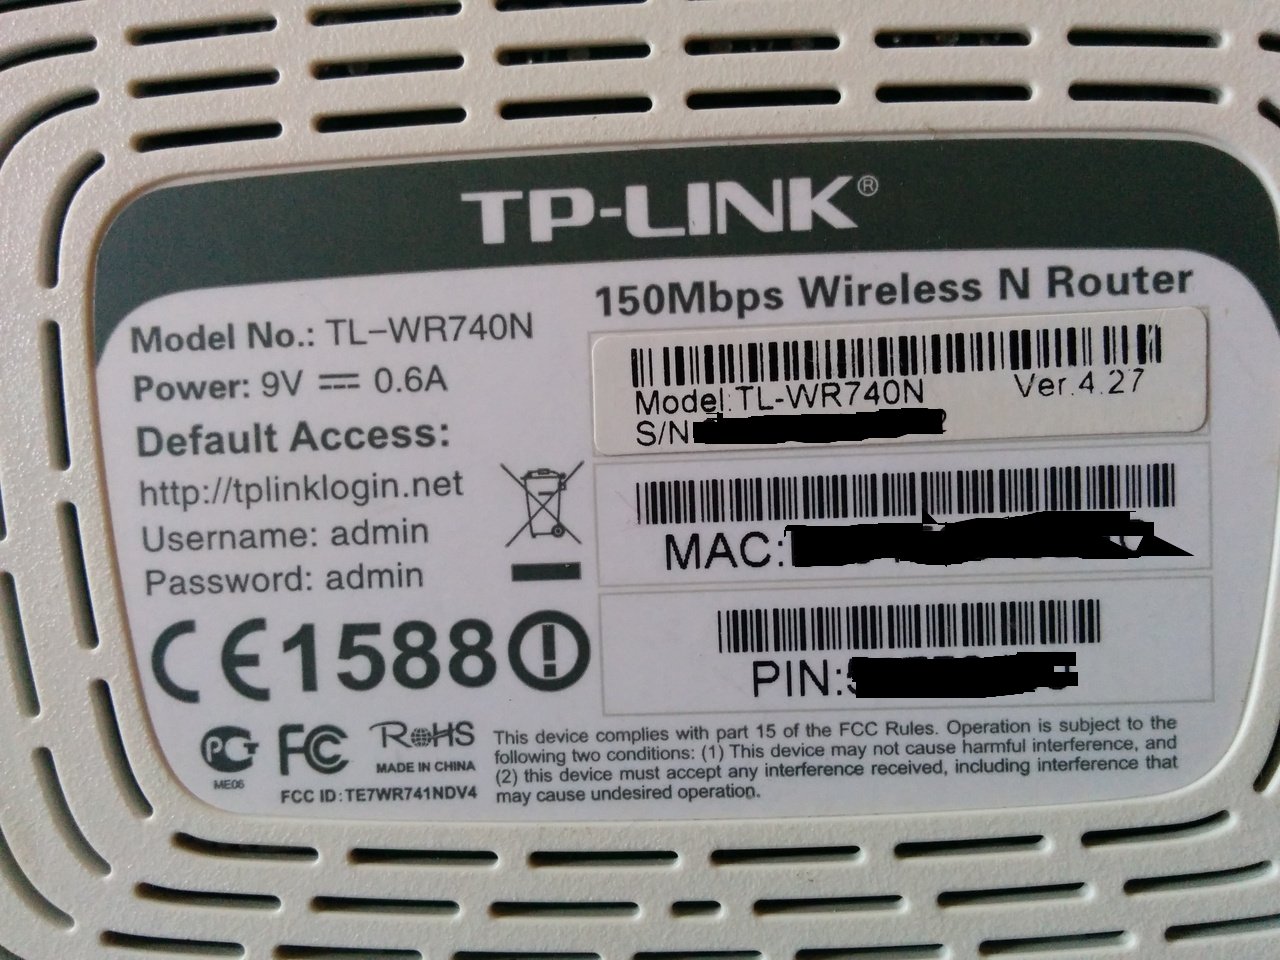 TP-LINK®
150Mbps Wireless N Router
Model No.: TL-WR740N
Power: 9V ⎓ 0.6A
Default Access:
http://tplinklogin.net
Username: admin
Password: admin
Model:TL-WR740N Ver.4.27
S/N
MAC:
PIN:
CE1588
PCT
ME06
FC
RoHS
MADE IN CHINA
FCC ID:TE7WR741NDV4
This device complies with part 15 of the FCC Rules. Operation is subject to the
following two conditions: (1) This device may not cause harmful interference, and
(2) this device must accept any interference received, including interference that
may cause undesired operation.